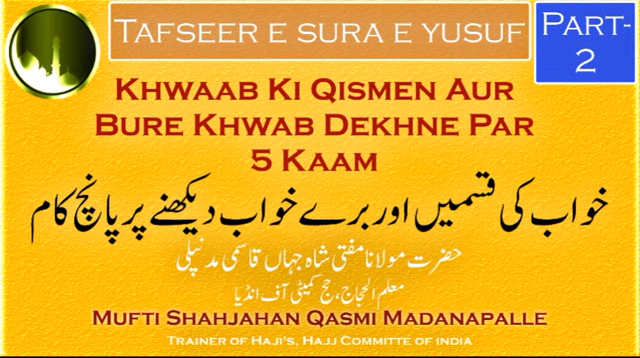 TAFSEER E SURA E YUSUF
PART-
2
KHWAAB KI QISMEN AUR
BURE KHWAB DEKHNE PAR
5 KAAM
خواب کی قسمیں اور برے خواب دیکھنے پر پانچ کام
حضرت مولانا مفتی شاہ جہاں قاسمی مدنپلی
معلم الحجاج، حج کمیٹی آف انڈیا
MUFTI SHAHJAHAN QASMI MADANAPALLE
TRAINER OF HAJI'S, HAJJ COMMITTE OF INDIA